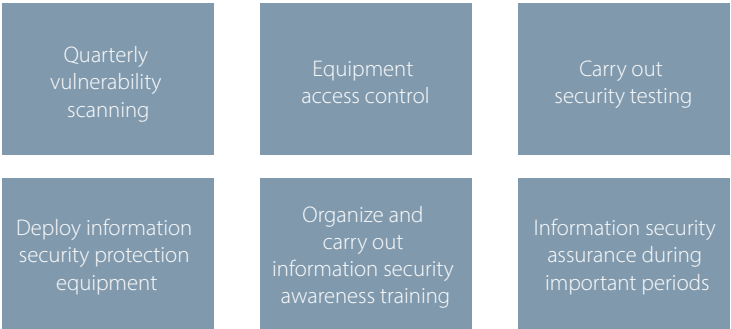 Quarterly
vulnerability
scanning
Equipment
access control
Carry out
security testing
Deploy information
security protection
equipment
Organize and
carry out
information security
awareness training
Information security
assurance during
important periods